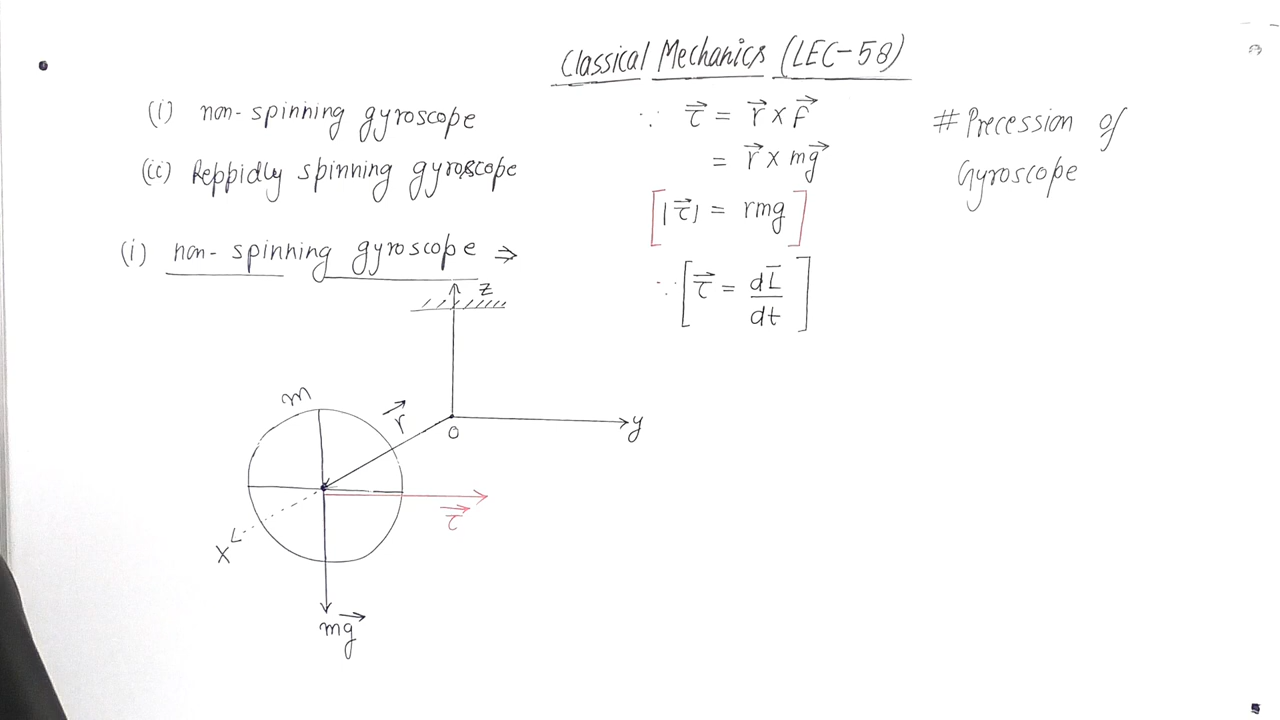 Classical Mechanics (LEC-58)
(i) non-spinning gyroscope
(ii) Reppidly spinning gyroscope
(i) non-spinning gyroscope ⇒
∵ τ⃗ = r⃗ × F⃗
= r⃗ × mg⃗
[|τ⃗| = rmg]
∵ [τ⃗ = dL̄/dt]
# Precession of
Gyroscope
z
m
r⃗
o
y
τ⃗
x
mg⃗